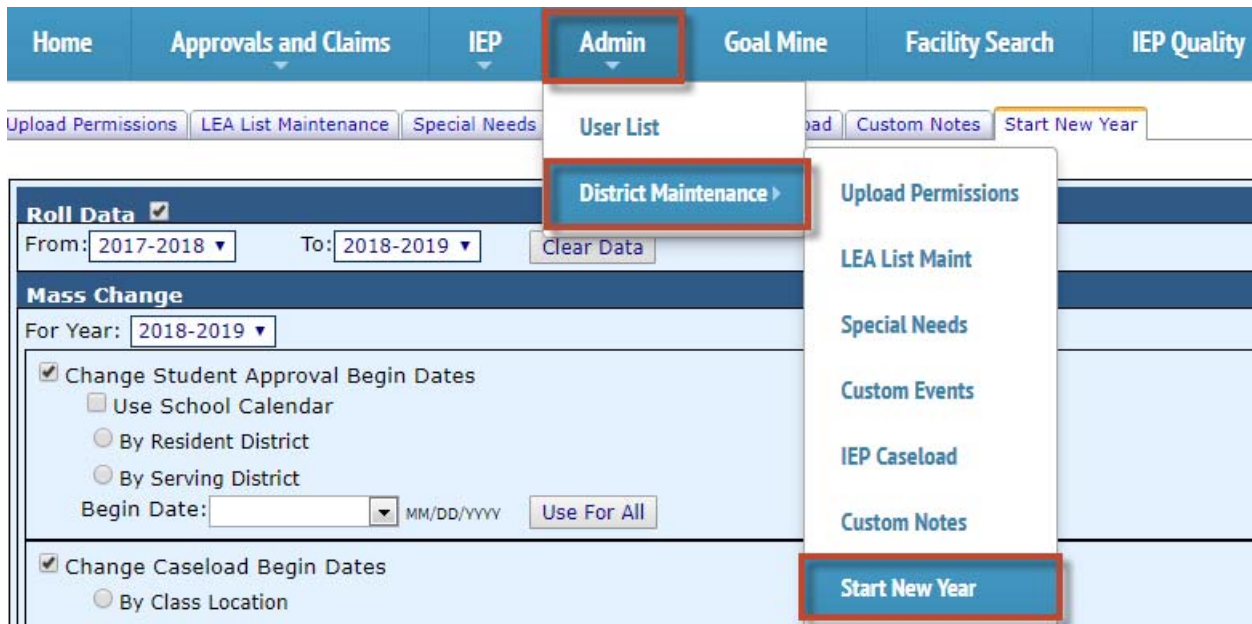 Home Approvals and Claims IEP Admin Goal Mine Facility Search IEP Quality
Upload Permissions LEA List Maintenance Special Needs Custom Notes Start New Year
User List
District Maintenance
Upload Permissions
LEA List Maint
Special Needs
Custom Events
IEP Caseload
Custom Notes
Start New Year
Roll Data
From: 2017-2018 To: 2018-2019 Clear Data
Mass Change
For Year: 2018-2019
Change Student Approval Begin Dates
Use School Calendar
By Resident District
By Serving District
Begin Date: MM/DD/YYYY Use For All
Change Caseload Begin Dates
By Class Location